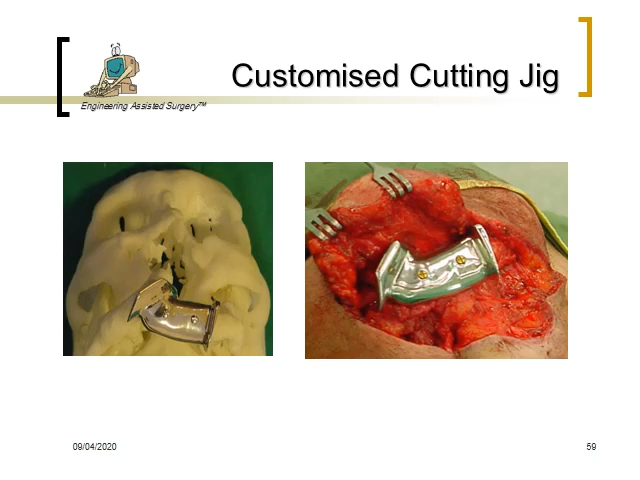 Customised Cutting Jig
Engineering Assisted Surgery™
09/04/2020
59